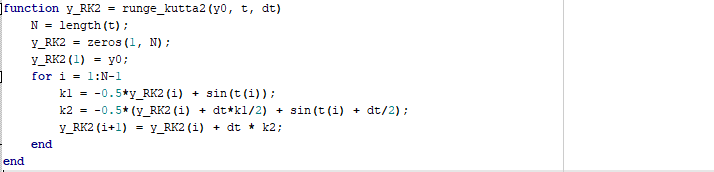 function y_RK2 = runge_kutta2(y0, t, dt)
    N = length(t);
    y_RK2 = zeros(1, N);
    y_RK2(1) = y0;
    for i = 1:N-1
        k1 = -0.5*y_RK2(i) + sin(t(i));
        k2 = -0.5*(y_RK2(i) + dt*k1/2) + sin(t(i) + dt/2);
        y_RK2(i+1) = y_RK2(i) + dt * k2;
    end
end